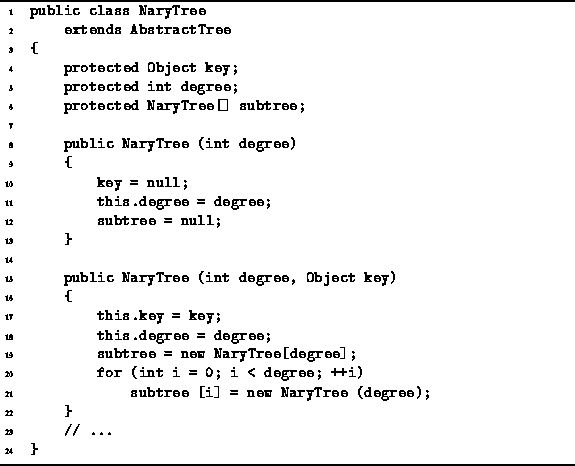 1 public class NaryTree
2 extends AbstractTree
3 {
4 protected Object key;
5 protected int degree;
6 protected NaryTree[] subtree;
7
8 public NaryTree (int degree)
9 {
10 key = null;
11 this.degree = degree;
12 subtree = null;
13 }
14
15 public NaryTree (int degree, Object key)
16 {
17 this.key = key;
18 this.degree = degree;
19 subtree = new NaryTree[degree];
20 for (int i = 0; i < degree; ++i)
21 subtree [i] = new NaryTree (degree);
22 }
23 // ...
24 }